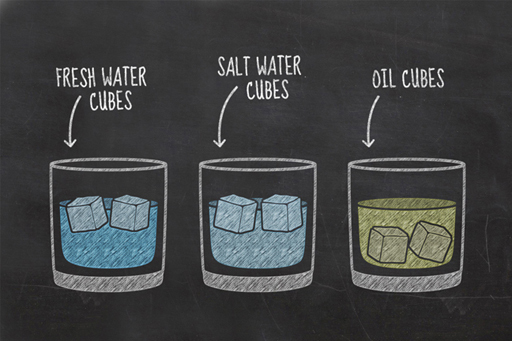 FRESH WATER
CUBES
SALT WATER
CUBES
OIL CUBES